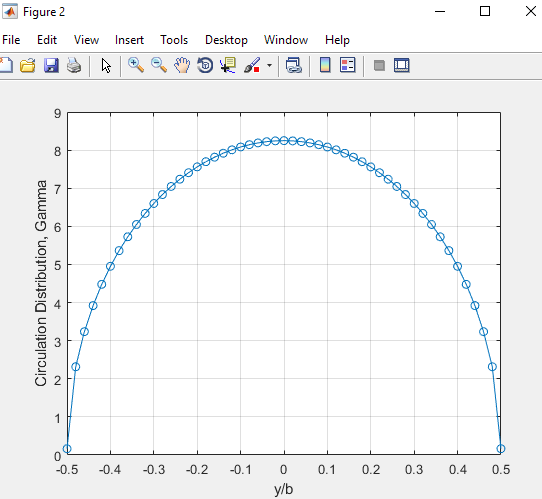 Figure 2
File Edit View Insert Tools Desktop Window Help
9
8
7
6
5
4
3
2
1
0
Circulation Distribution, Gamma
-0.5 -0.4 -0.3 -0.2 -0.1 0 0.1 0.2 0.3 0.4 0.5
y/b